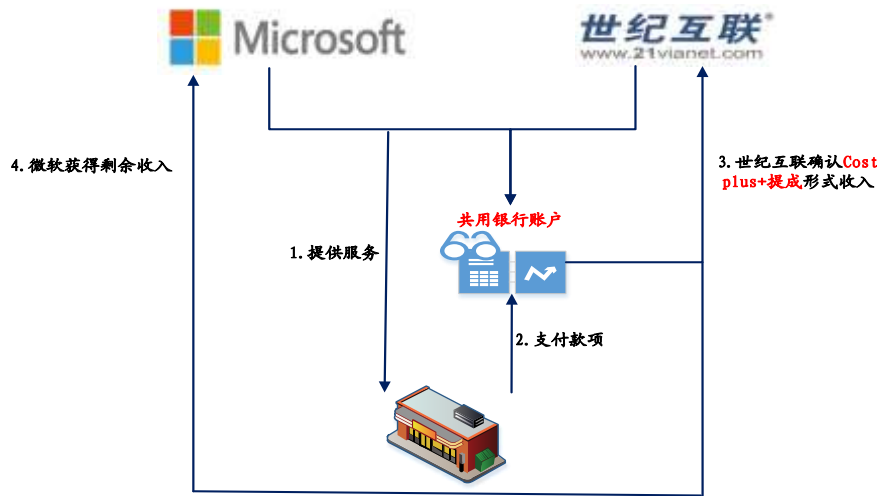 Microsoft
世纪互联
www.21vianet.com
4.微软获得剩余收入
3.世纪互联确认Cost
plus+提成形式收入
共用银行账户
1.提供服务
2.支付款项